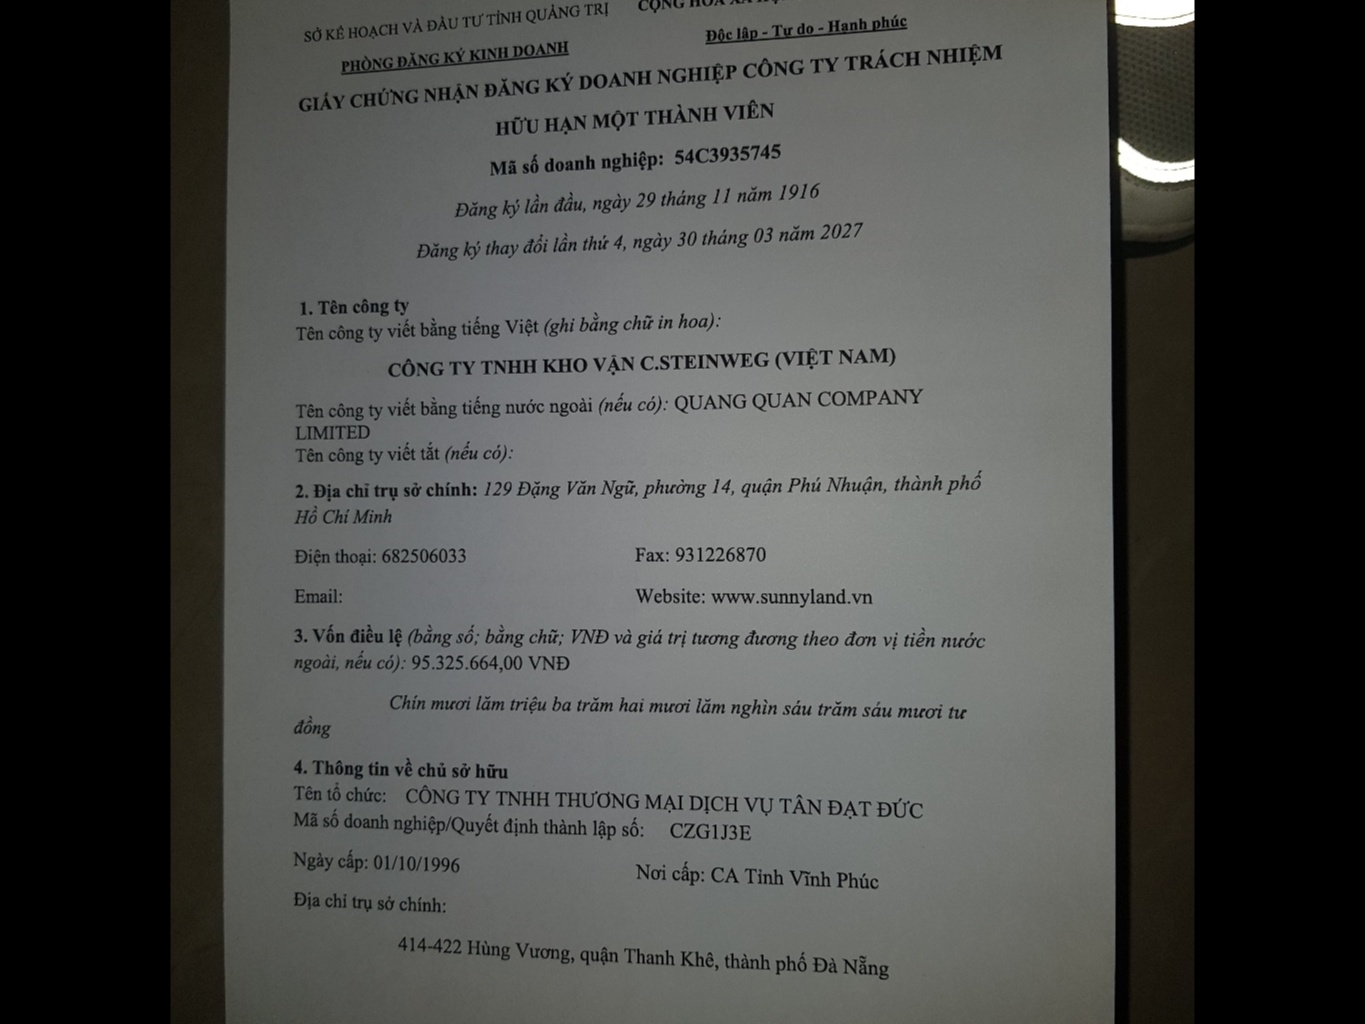 SỞ KẾ HOẠCH VÀ ĐẦU TƯ TỈNH QUẢNG TRỊ
CỘNG HÒA XÃ
PHÒNG ĐĂNG KÝ KINH DOANH
Độc lập - Tự do - Hạnh phúc
GIẤY CHỨNG NHẬN ĐĂNG KÝ DOANH NGHIỆP CÔNG TY TRÁCH NHIỆM
HỮU HẠN MỘT THÀNH VIÊN
Mã số doanh nghiệp: 54C3935745
Đăng ký lần đầu, ngày 29 tháng 11 năm 1916
Đăng ký thay đổi lần thứ 4, ngày 30 tháng 03 năm 2027
1. Tên công ty
Tên công ty viết bằng tiếng Việt (ghi bằng chữ in hoa):
CÔNG TY TNHH KHO VẬN C.STEINWEG (VIỆT NAM)
Tên công ty viết bằng tiếng nước ngoài (nếu có): QUANG QUAN COMPANY
LIMITED
Tên công ty viết tắt (nếu có):
2. Địa chỉ trụ sở chính: 129 Đặng Văn Ngữ, phường 14, quận Phú Nhuận, thành phố
Hồ Chí Minh
Điện thoại: 682506033 Fax: 931226870
Email: Website: www.sunnyland.vn
3. Vốn điều lệ (bằng số; bằng chữ; VNĐ và giá trị tương đương theo đơn vị tiền nước
ngoài, nếu có): 95.325.664,00 VNĐ
Chín mươi lăm triệu ba trăm hai mươi lăm nghìn sáu trăm sáu mươi tư
đồng
4. Thông tin về chủ sở hữu
Tên tổ chức: CÔNG TY TNHH THƯƠNG MẠI DỊCH VỤ TÂN ĐẠT ĐỨC
Mã số doanh nghiệp/Quyết định thành lập số: CZG1J3E
Ngày cấp: 01/10/1996 Nơi cấp: CA Tỉnh Vĩnh Phúc
Địa chỉ trụ sở chính:
414-422 Hùng Vương, quận Thanh Khê, thành phố Đà Nẵng